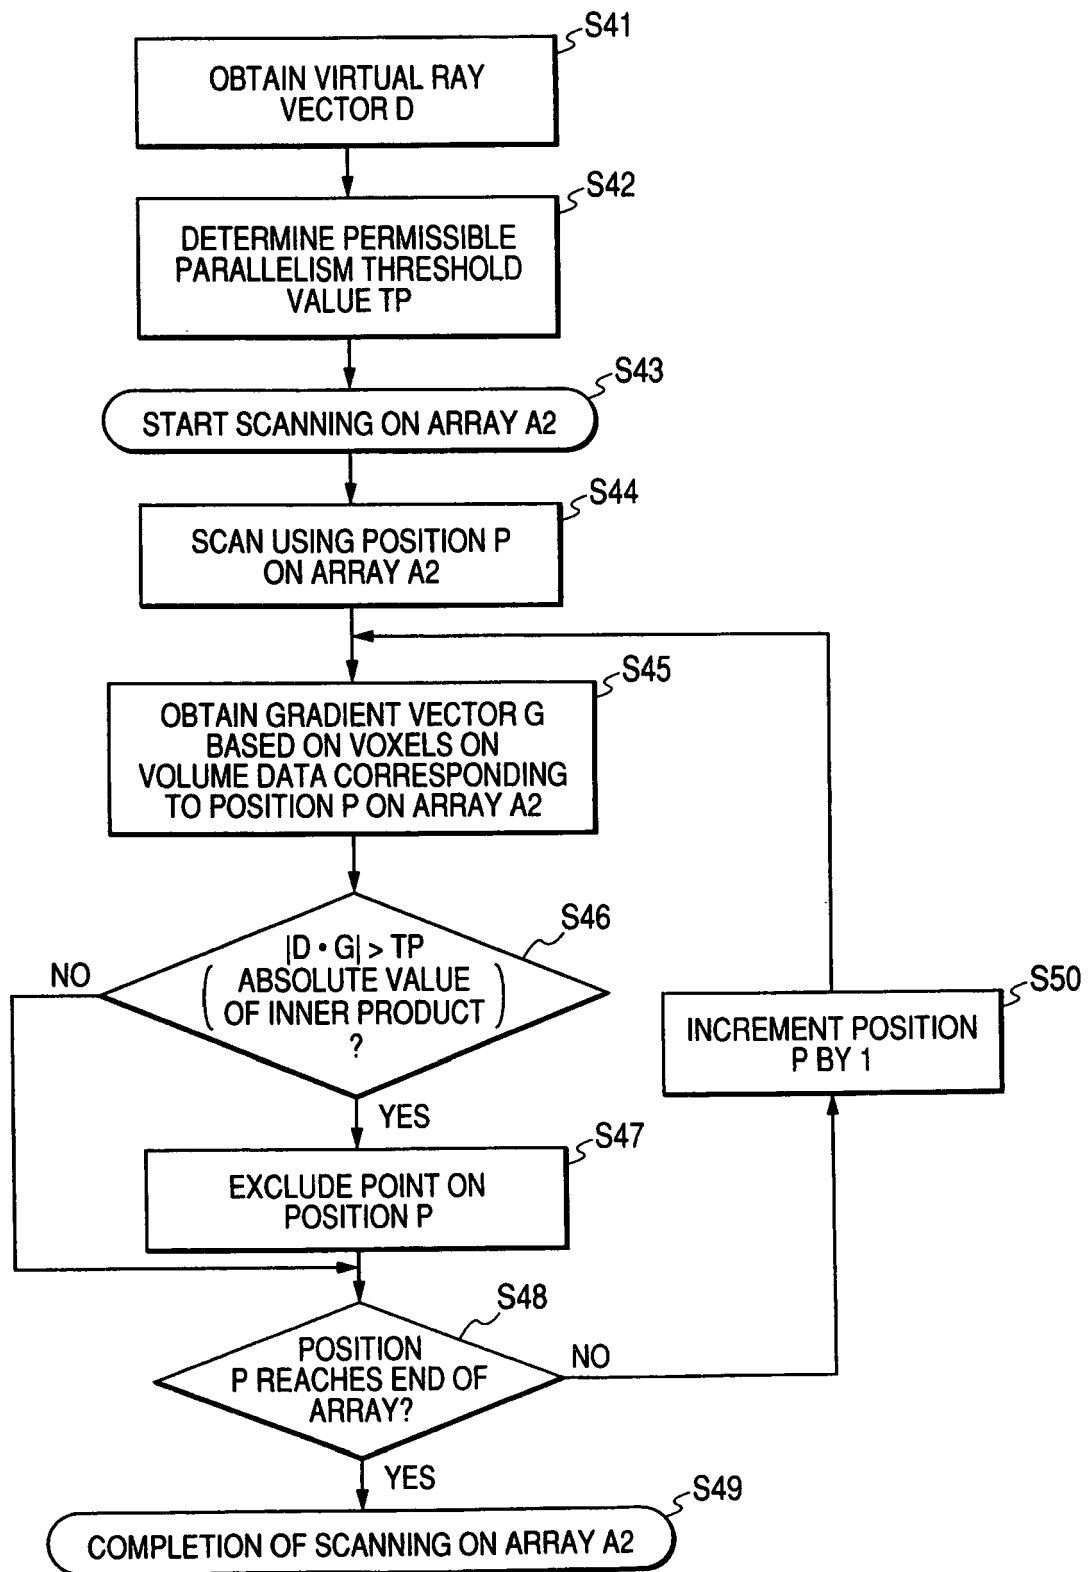 S41
OBTAIN VIRTUAL RAY
VECTOR D
S42
DETERMINE PERMISSIBLE
PARALLELISM THRESHOLD
VALUE TP
S43
START SCANNING ON ARRAY A2
S44
SCAN USING POSITION P
ON ARRAY A2
S45
OBTAIN GRADIENT VECTOR G
BASED ON VOXELS ON
VOLUME DATA CORRESPONDING
TO POSITION P ON ARRAY A2
S46
|D • G| > TP
( ABSOLUTE VALUE
OF INNER PRODUCT )
?
NO
YES
S47
EXCLUDE POINT ON
POSITION P
S48
POSITION
P REACHES END OF
ARRAY?
NO
S50
INCREMENT POSITION
P BY 1
YES
S49
COMPLETION OF SCANNING ON ARRAY A2